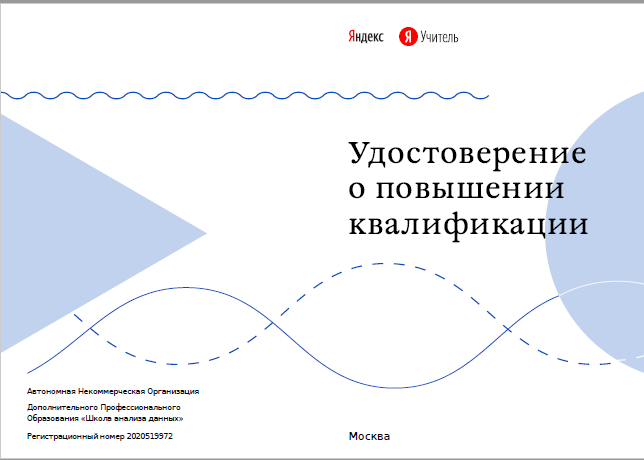 Яндекс Я Учитель
Удостоверение
о повышении
квалификации
Автономная Некоммерческая Организация
Дополнительного Профессионального
Образования «Школа анализа данных»
Регистрационный номер 2020519972
Москва